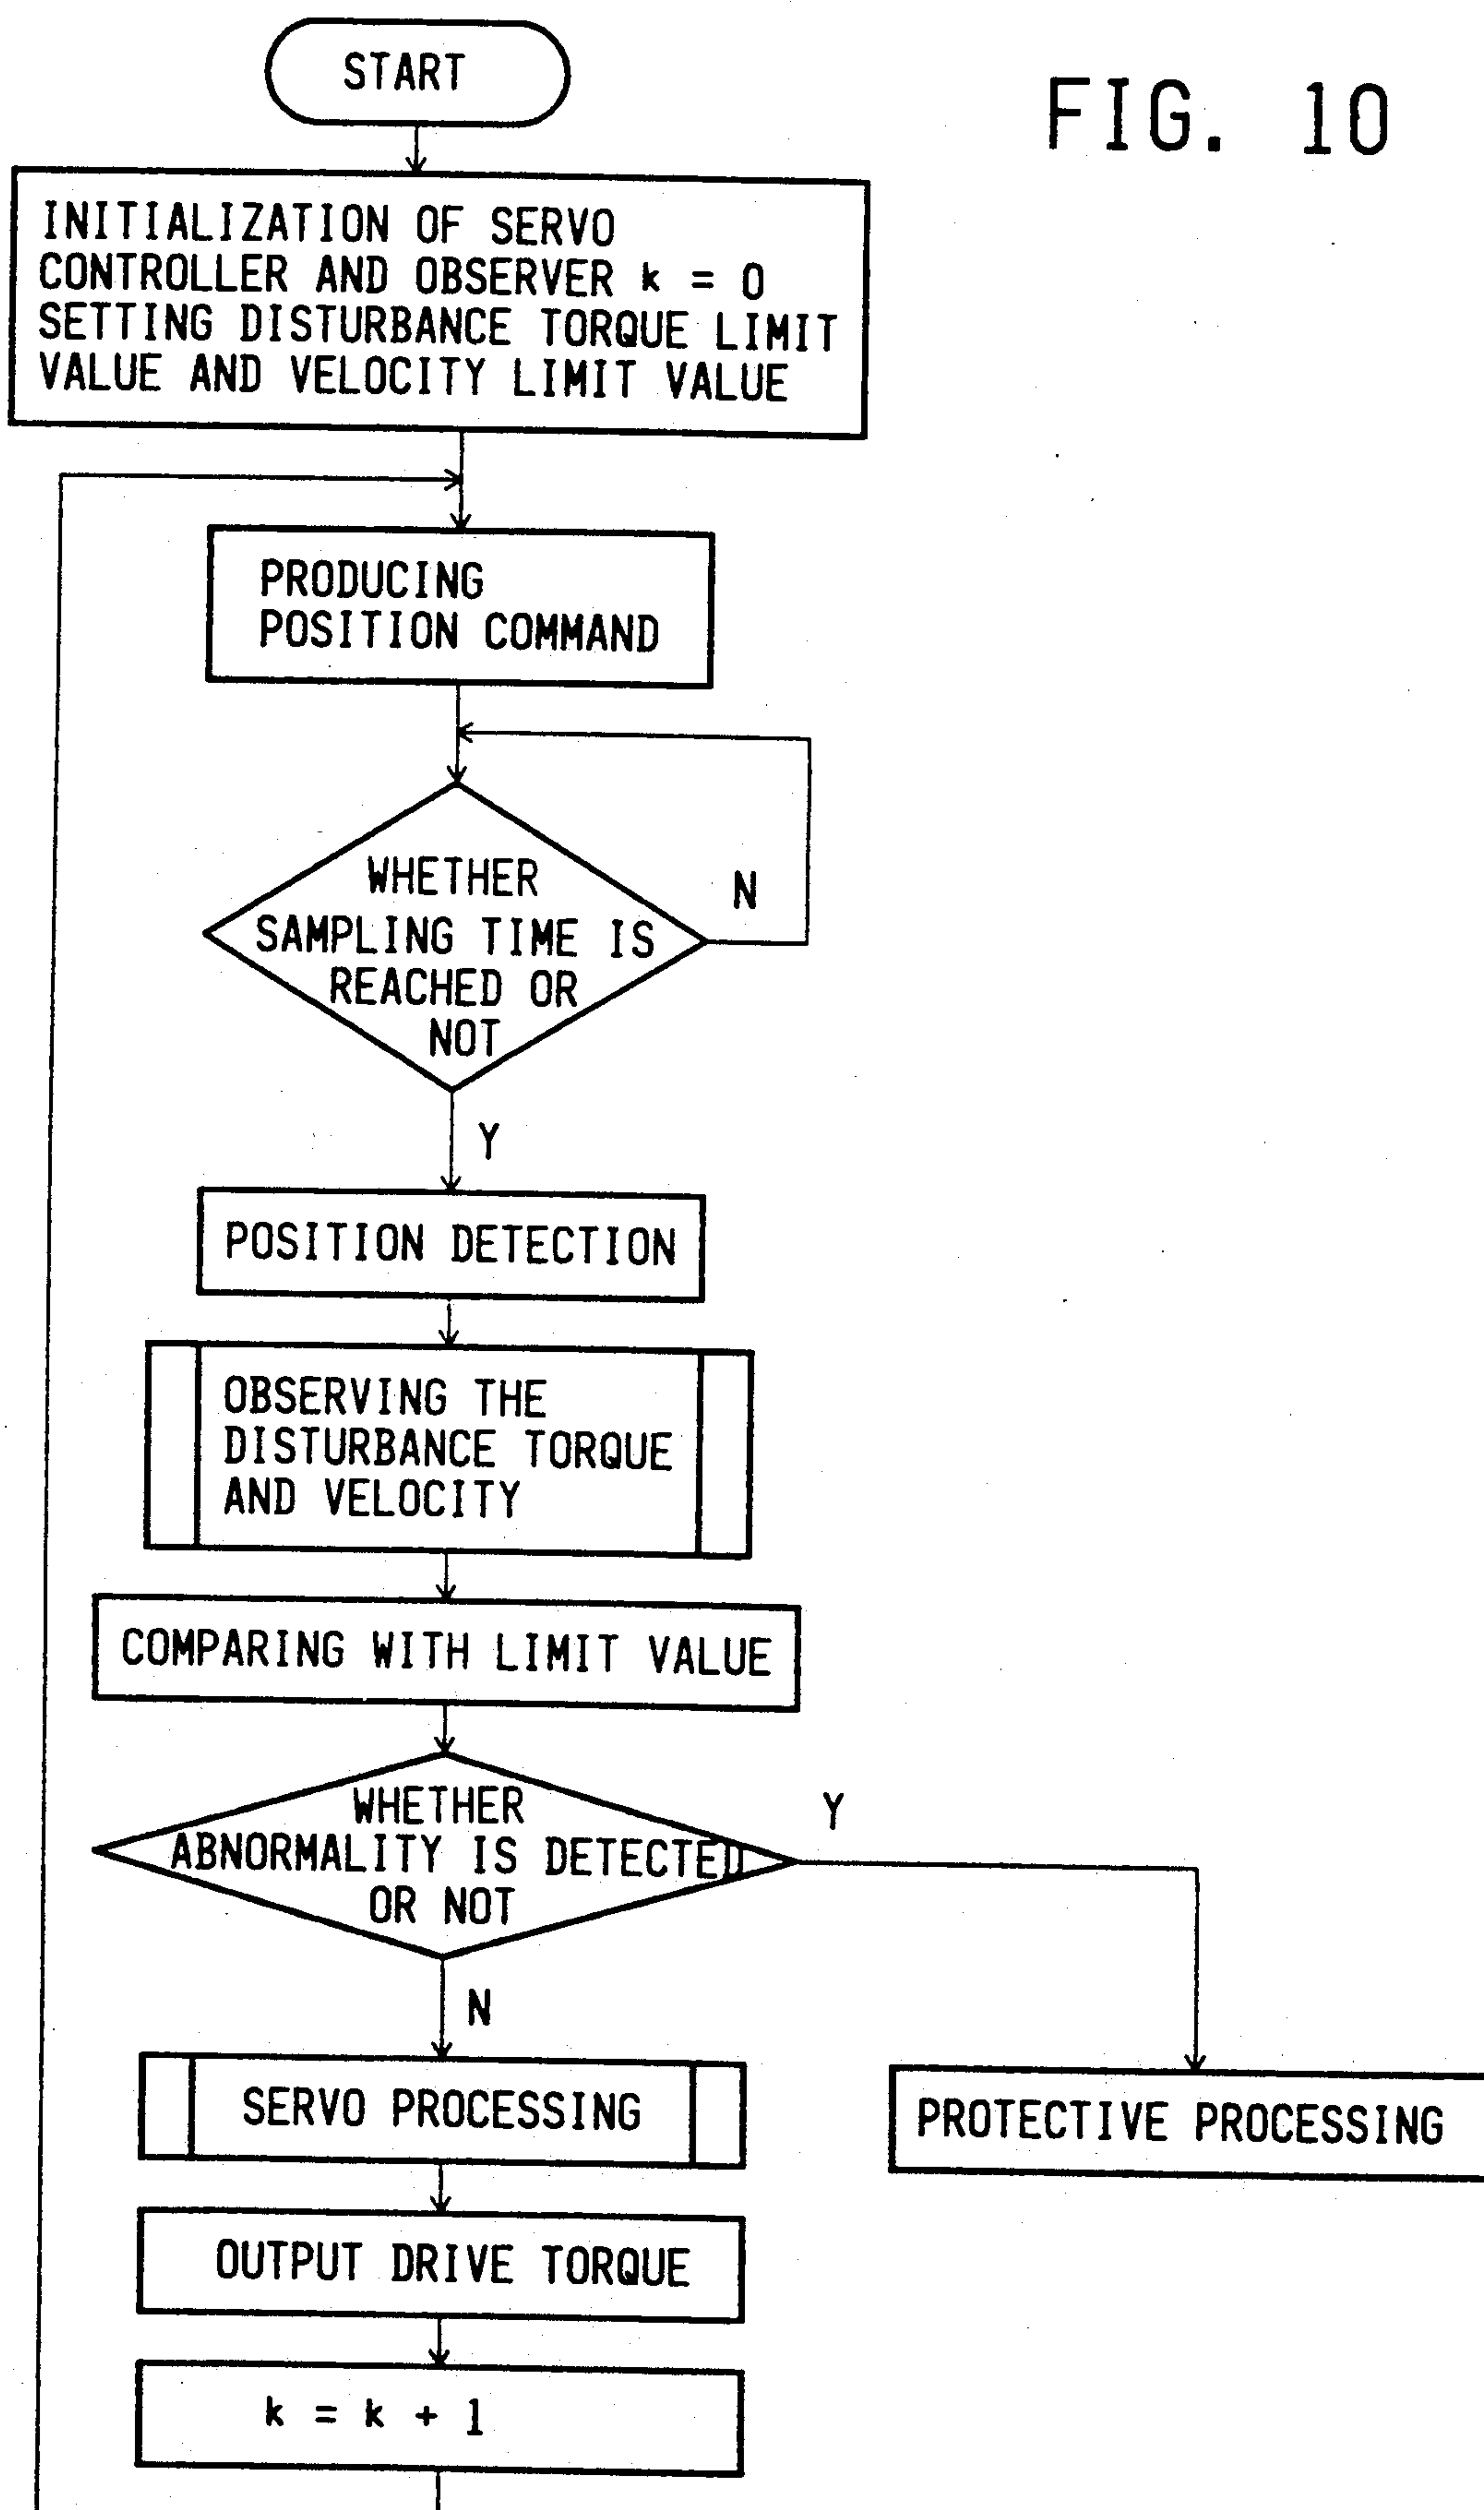 START
FIG. 10
INITIALIZATION OF SERVO
CONTROLLER AND OBSERVER k = 0
SETTING DISTURBANCE TORQUE LIMIT
VALUE AND VELOCITY LIMIT VALUE
PRODUCING
POSITION COMMAND
WHETHER
SAMPLING TIME IS
REACHED OR
NOT
N
Y
POSITION DETECTION
OBSERVING THE
DISTURBANCE TORQUE
AND VELOCITY
COMPARING WITH LIMIT VALUE
WHETHER
ABNORMALITY IS DETECTED
OR NOT
Y
N
SERVO PROCESSING
PROTECTIVE PROCESSING
OUTPUT DRIVE TORQUE
k = k + 1